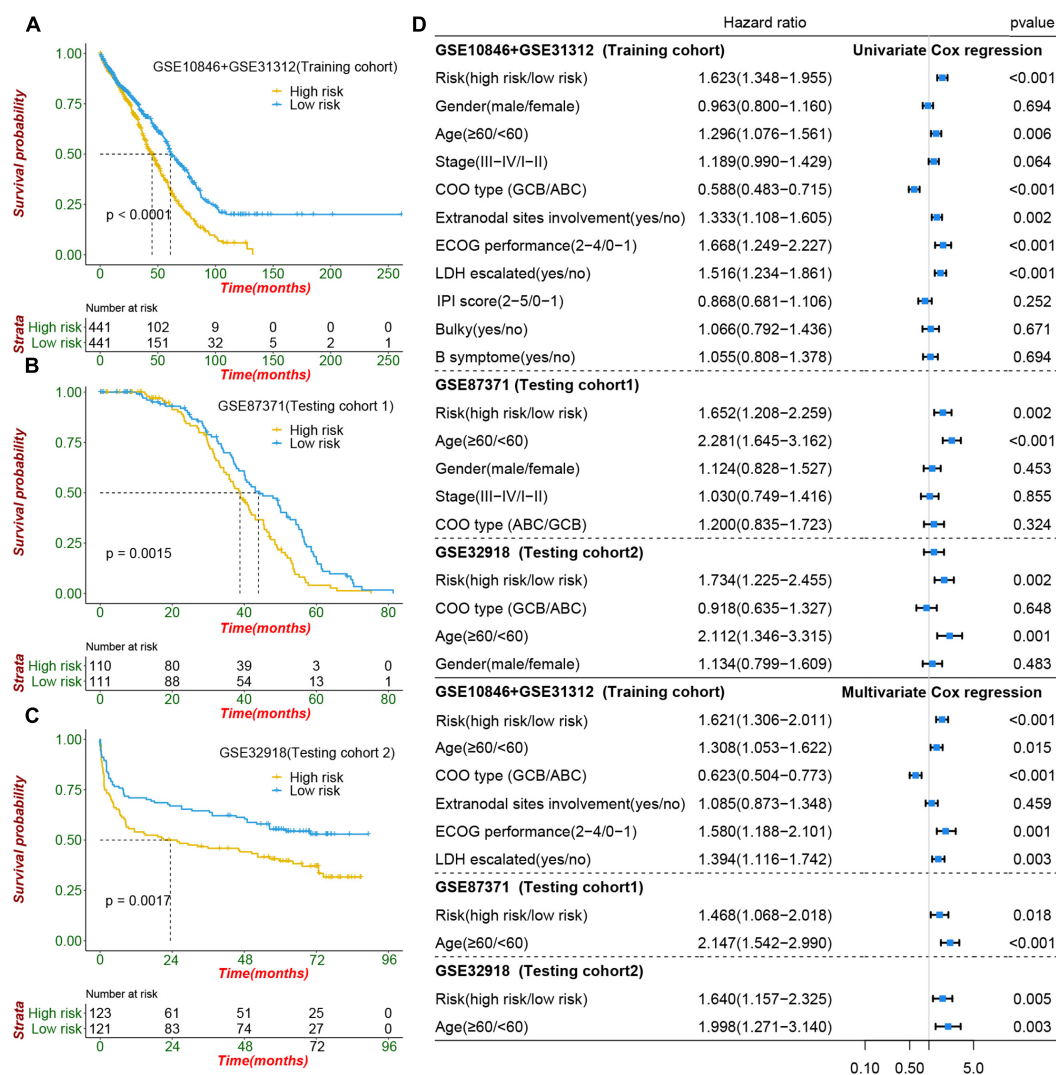 A
GSE10846+GSE31312(Training cohort)
High risk
Low risk
Survival probability
1.00
0.75
0.50
0.25
0.00
p < 0.0001
0 50 100 150 200 250
Time(months)
Number at risk
Strata
High risk 441 102 9 0 0 0
Low risk 441 151 32 5 2 1
0 50 100 150 200 250
Time(months)
B
GSE87371(Testing cohort 1)
High risk
Low risk
Survival probability
1.00
0.75
0.50
0.25
0.00
p = 0.0015
0 20 40 60 80
Time(months)
Number at risk
Strata
High risk 110 80 39 3 0
Low risk 111 88 54 13 1
0 20 40 60 80
Time(months)
C
GSE32918(Testing cohort 2)
High risk
Low risk
Survival probability
1.00
0.75
0.50
0.25
0.00
p = 0.0017
0 24 48 72 96
Time(months)
Number at risk
Strata
High risk 123 61 51 25 0
Low risk 121 83 74 27 0
0 24 48 72 96
Time(months)
D
Hazard ratio pvalue
GSE10846+GSE31312 (Training cohort) Univariate Cox regression
Risk(high risk/low risk) 1.623(1.348−1.955) <0.001
Gender(male/female) 0.963(0.800−1.160) 0.694
Age(≥60/<60) 1.296(1.076−1.561) 0.006
Stage(III−IV/I−II) 1.189(0.990−1.429) 0.064
COO type (GCB/ABC) 0.588(0.483−0.715) <0.001
Extranodal sites involvement(yes/no) 1.333(1.108−1.605) 0.002
ECOG performance(2−4/0−1) 1.668(1.249−2.227) <0.001
LDH escalated(yes/no) 1.516(1.234−1.861) <0.001
IPI score(2−5/0−1) 0.868(0.681−1.106) 0.252
Bulky(yes/no) 1.066(0.792−1.436) 0.671
B symptome(yes/no) 1.055(0.808−1.378) 0.694
GSE87371 (Testing cohort1)
Risk(high risk/low risk) 1.652(1.208−2.259) 0.002
Age(≥60/<60) 2.281(1.645−3.162) <0.001
Gender(male/female) 1.124(0.828−1.527) 0.453
Stage(III−IV/I−II) 1.030(0.749−1.416) 0.855
COO type (ABC/GCB) 1.200(0.835−1.723) 0.324
GSE32918 (Testing cohort2)
Risk(high risk/low risk) 1.734(1.225−2.455) 0.002
COO type (GCB/ABC) 0.918(0.635−1.327) 0.648
Age(≥60/<60) 2.112(1.346−3.315) 0.001
Gender(male/female) 1.134(0.799−1.609) 0.483
GSE10846+GSE31312 (Training cohort) Multivariate Cox regression
Risk(high risk/low risk) 1.621(1.306−2.011) <0.001
Age(≥60/<60) 1.308(1.053−1.622) 0.015
COO type (GCB/ABC) 0.623(0.504−0.773) <0.001
Extranodal sites involvement(yes/no) 1.085(0.873−1.348) 0.459
ECOG performance(2−4/0−1) 1.580(1.188−2.101) 0.001
LDH escalated(yes/no) 1.394(1.116−1.742) 0.003
GSE87371 (Testing cohort1)
Risk(high risk/low risk) 1.468(1.068−2.018) 0.018
Age(≥60/<60) 2.147(1.542−2.990) <0.001
GSE32918 (Testing cohort2)
Risk(high risk/low risk) 1.640(1.157−2.325) 0.005
Age(≥60/<60) 1.998(1.271−3.140) 0.003
0.10 0.50 5.0